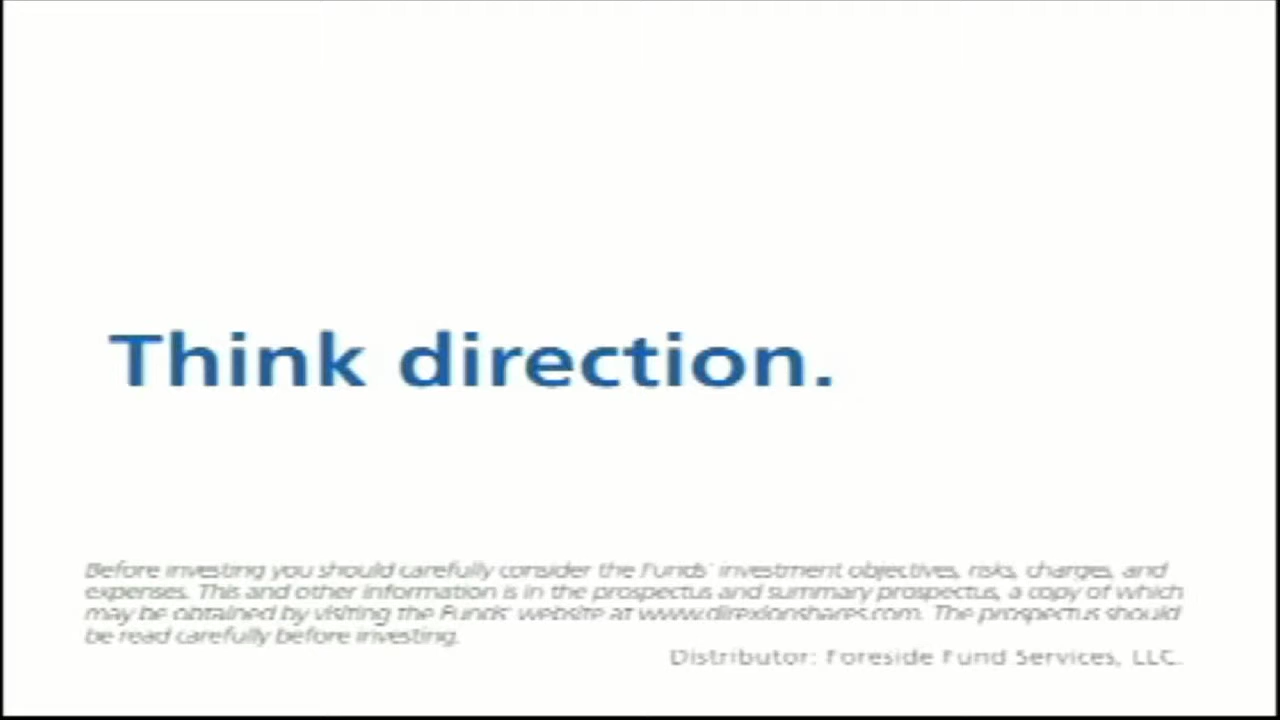 Think direction.
Before investing you should carefully consider the Funds' investment objectives, risks, charges, and
expenses. This and other information is in the prospectus and summary prospectus, a copy of which
may be obtained by visiting the Funds' website at www.direxionshares.com. The prospectus should
be read carefully before investing.
Distributor: Foreside Fund Services, LLC.